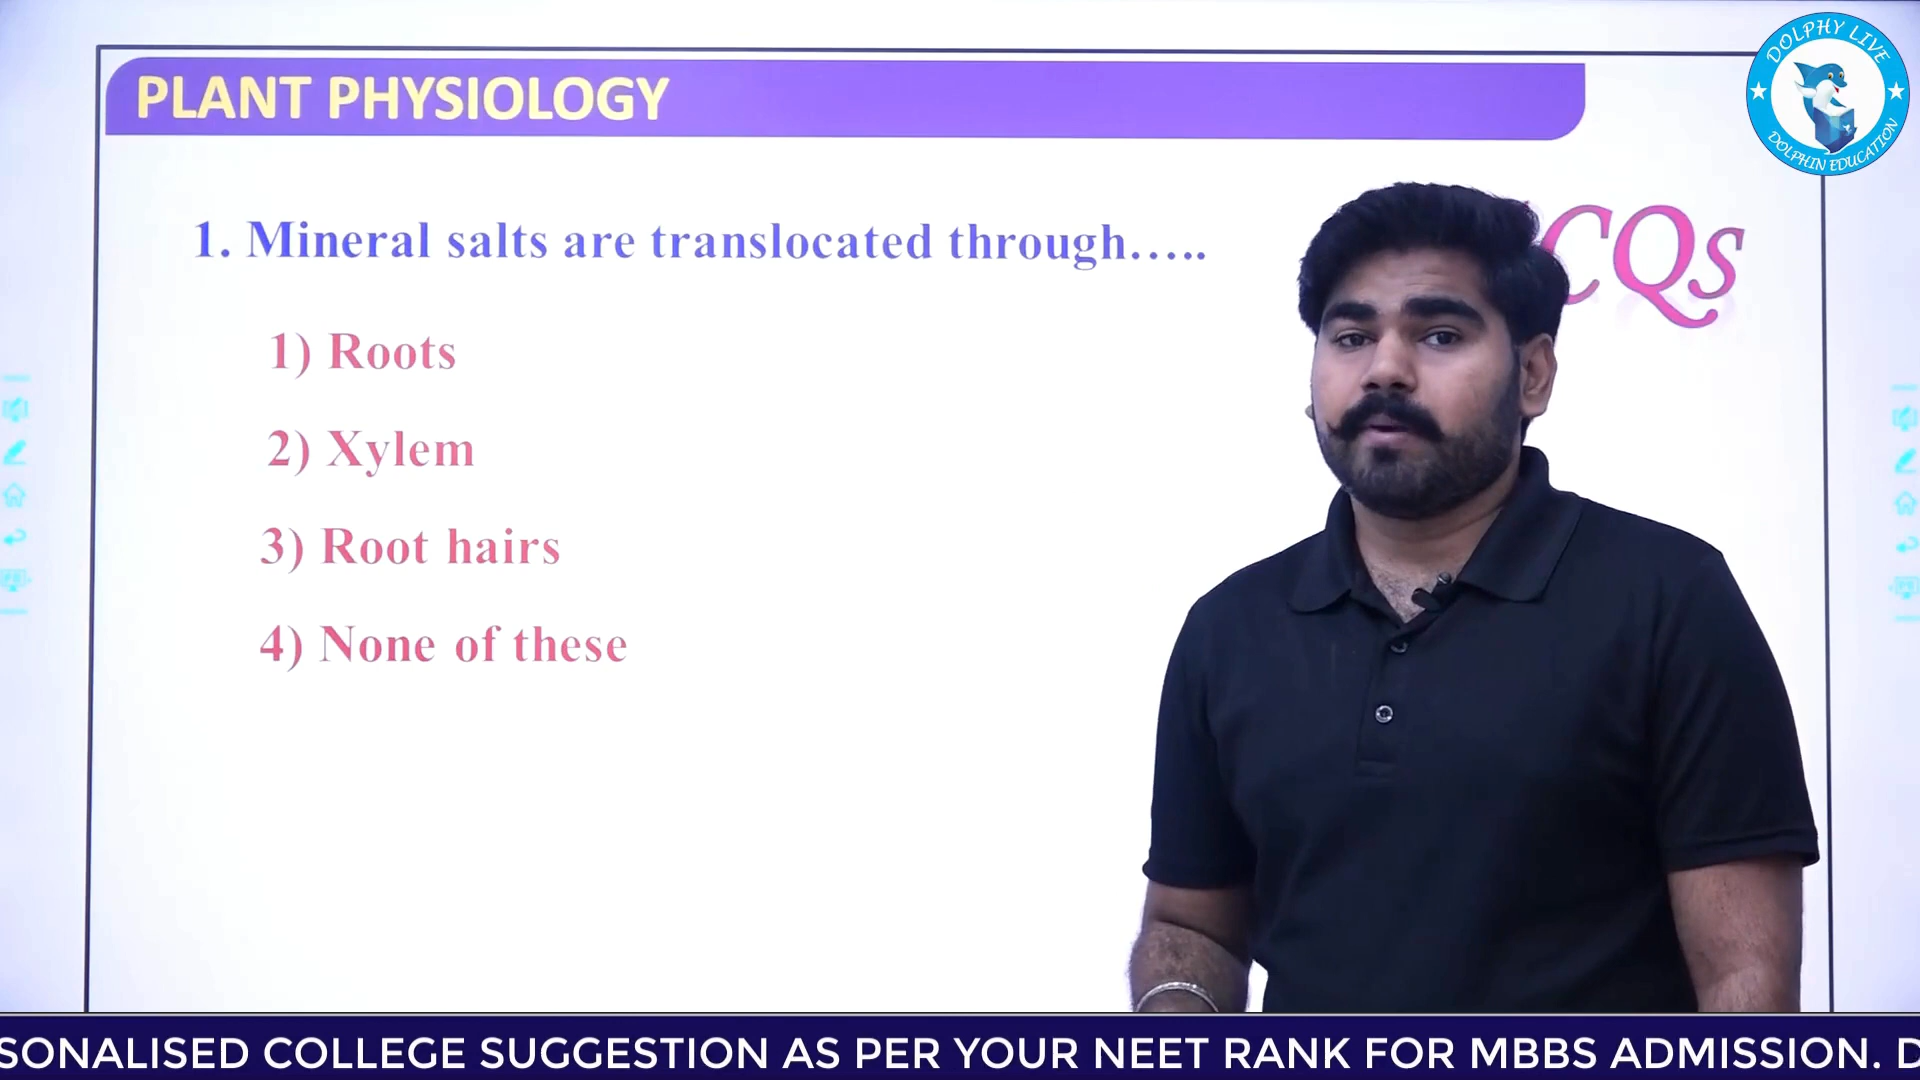 DOLPHY LIVE
DOLPHIN EDUCATION
PLANT PHYSIOLOGY
1. Mineral salts are translocated through.....
CQs
1) Roots
2) Xylem
3) Root hairs
4) None of these
SONALISED COLLEGE SUGGESTION AS PER YOUR NEET RANK FOR MBBS ADMISSION. D